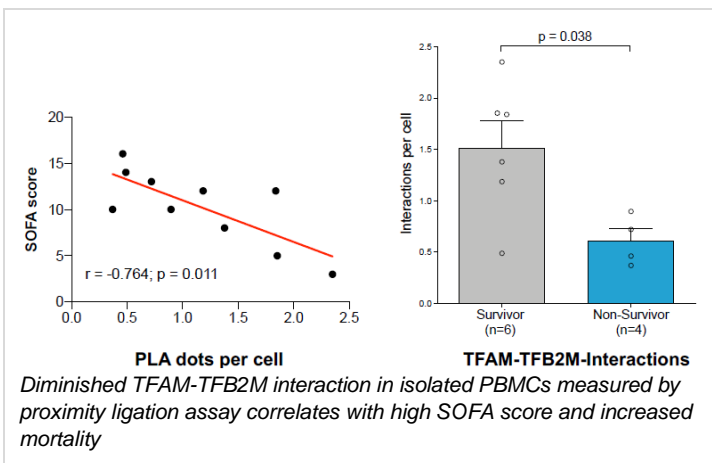 20
15
10
5
0
SOFA score
r = -0.764; p = 0.011
0.0 0.5 1.0 1.5 2.0 2.5
PLA dots per cell
p = 0.038
2.5
2.0
1.5
1.0
0.5
0.0
Interactions per cell
Survivor
(n=6)
Non-Survivor
(n=4)
TFAM-TFB2M-Interactions
Diminished TFAM-TFB2M interaction in isolated PBMCs measured by
proximity ligation assay correlates with high SOFA score and increased
mortality